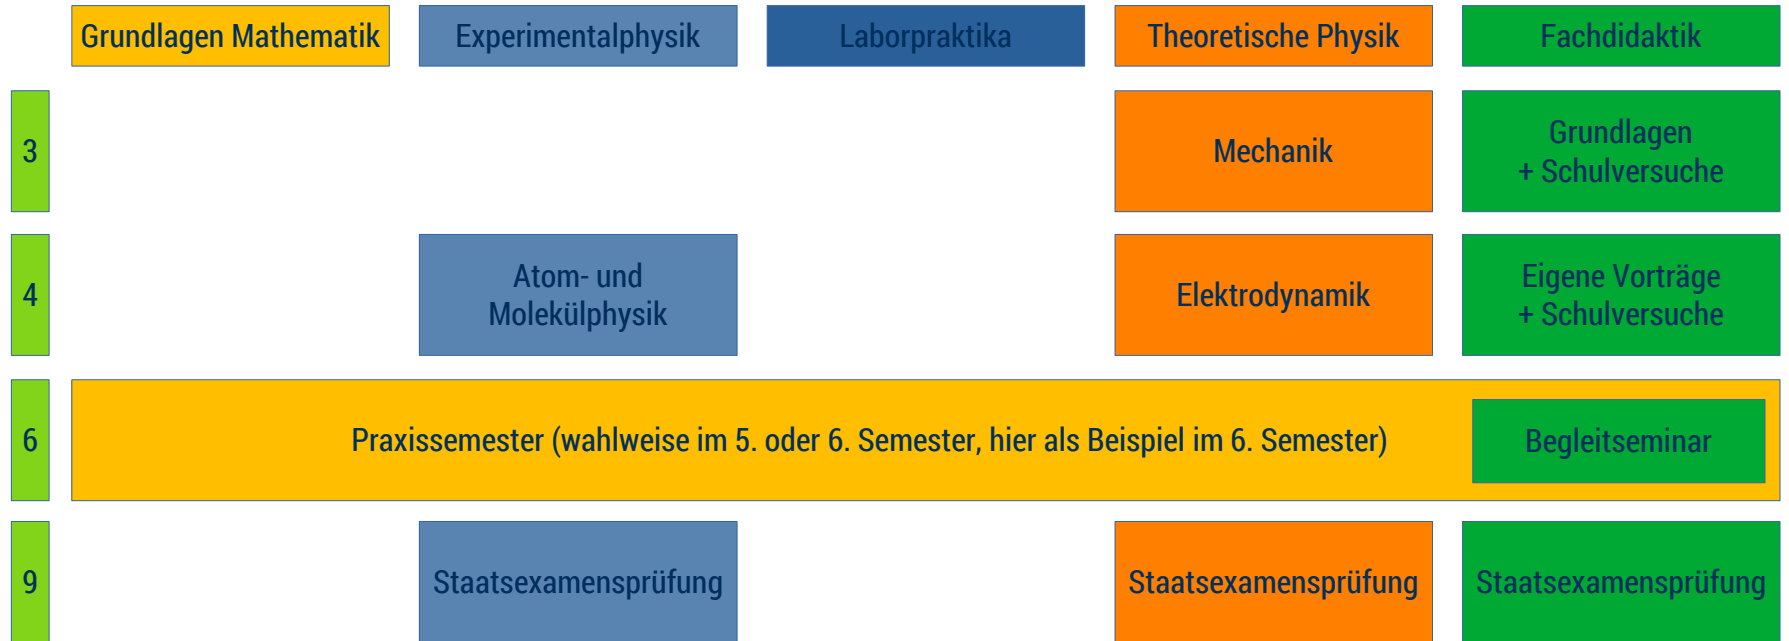 Grundlagen Mathematik
Experimentalphysik
Laborpraktika
Theoretische Physik
Fachdidaktik
3
Mechanik
Grundlagen
+ Schulversuche
4
Atom- und
Molekülphysik
Elektrodynamik
Eigene Vorträge
+ Schulversuche
6
Praxissemester (wahlweise im 5. oder 6. Semester, hier als Beispiel im 6. Semester)
Begleitseminar
9
Staatsexamensprüfung
Staatsexamensprüfung
Staatsexamensprüfung